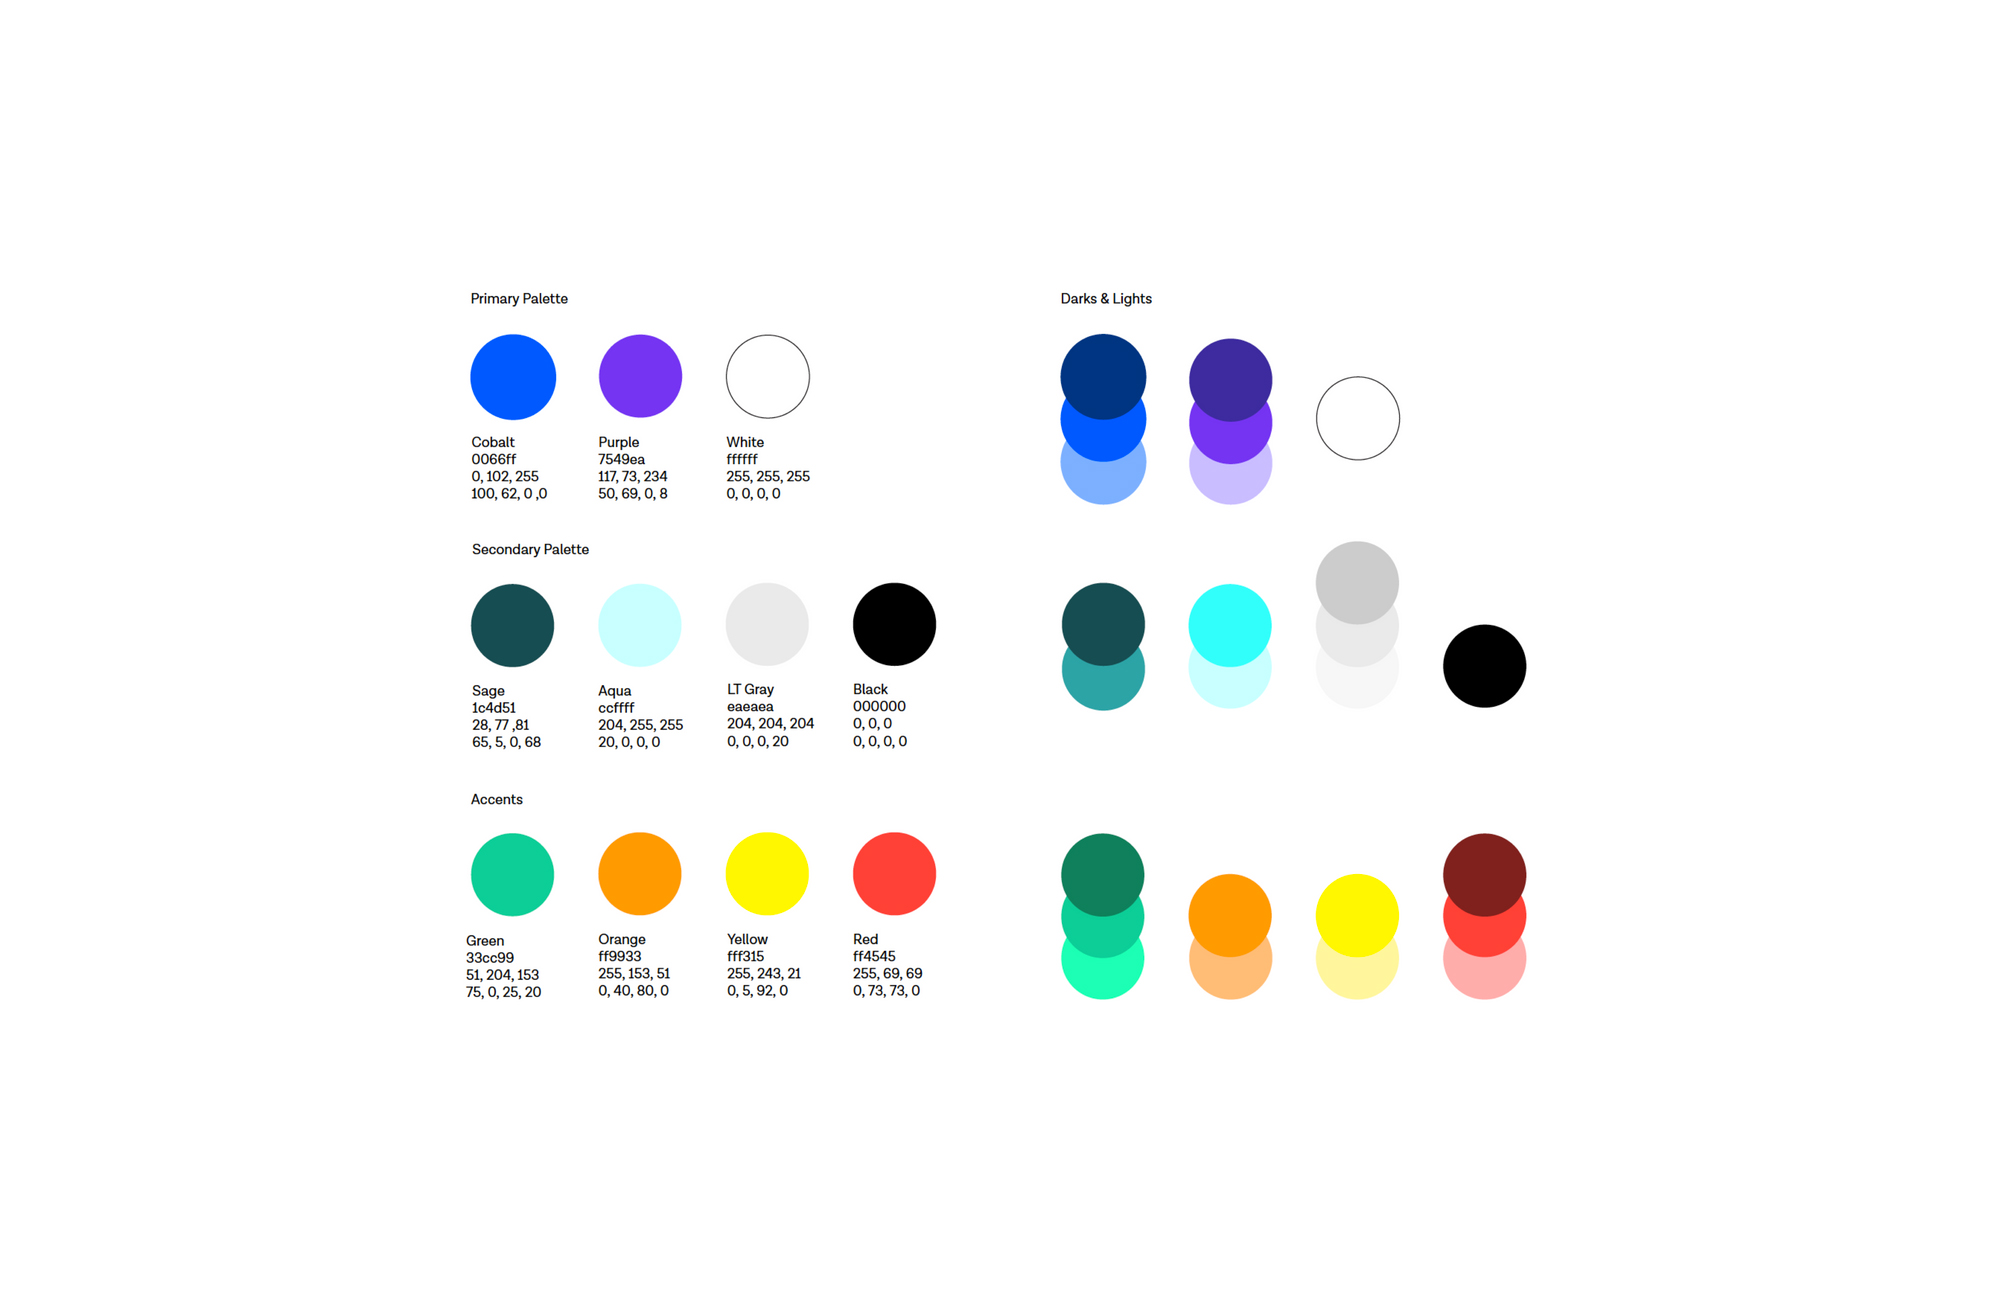 Primary Palette
Darks & Lights
Cobalt
0066ff
0, 102, 255
100, 62, 0 ,0
Purple
7549ea
117, 73, 234
50, 69, 0, 8
White
ffffff
255, 255, 255
0, 0, 0, 0
Secondary Palette
Sage
1c4d51
28, 77 ,81
65, 5, 0, 68
Aqua
ccffff
204, 255, 255
20, 0, 0, 0
LT Gray
eaeaea
204, 204, 204
0, 0, 0, 20
Black
000000
0, 0, 0
0, 0, 0, 0
Accents
Green
33cc99
51, 204, 153
75, 0, 25, 20
Orange
ff9933
255, 153, 51
0, 40, 80, 0
Yellow
fff315
255, 243, 21
0, 5, 92, 0
Red
ff4545
255, 69, 69
0, 73, 73, 0